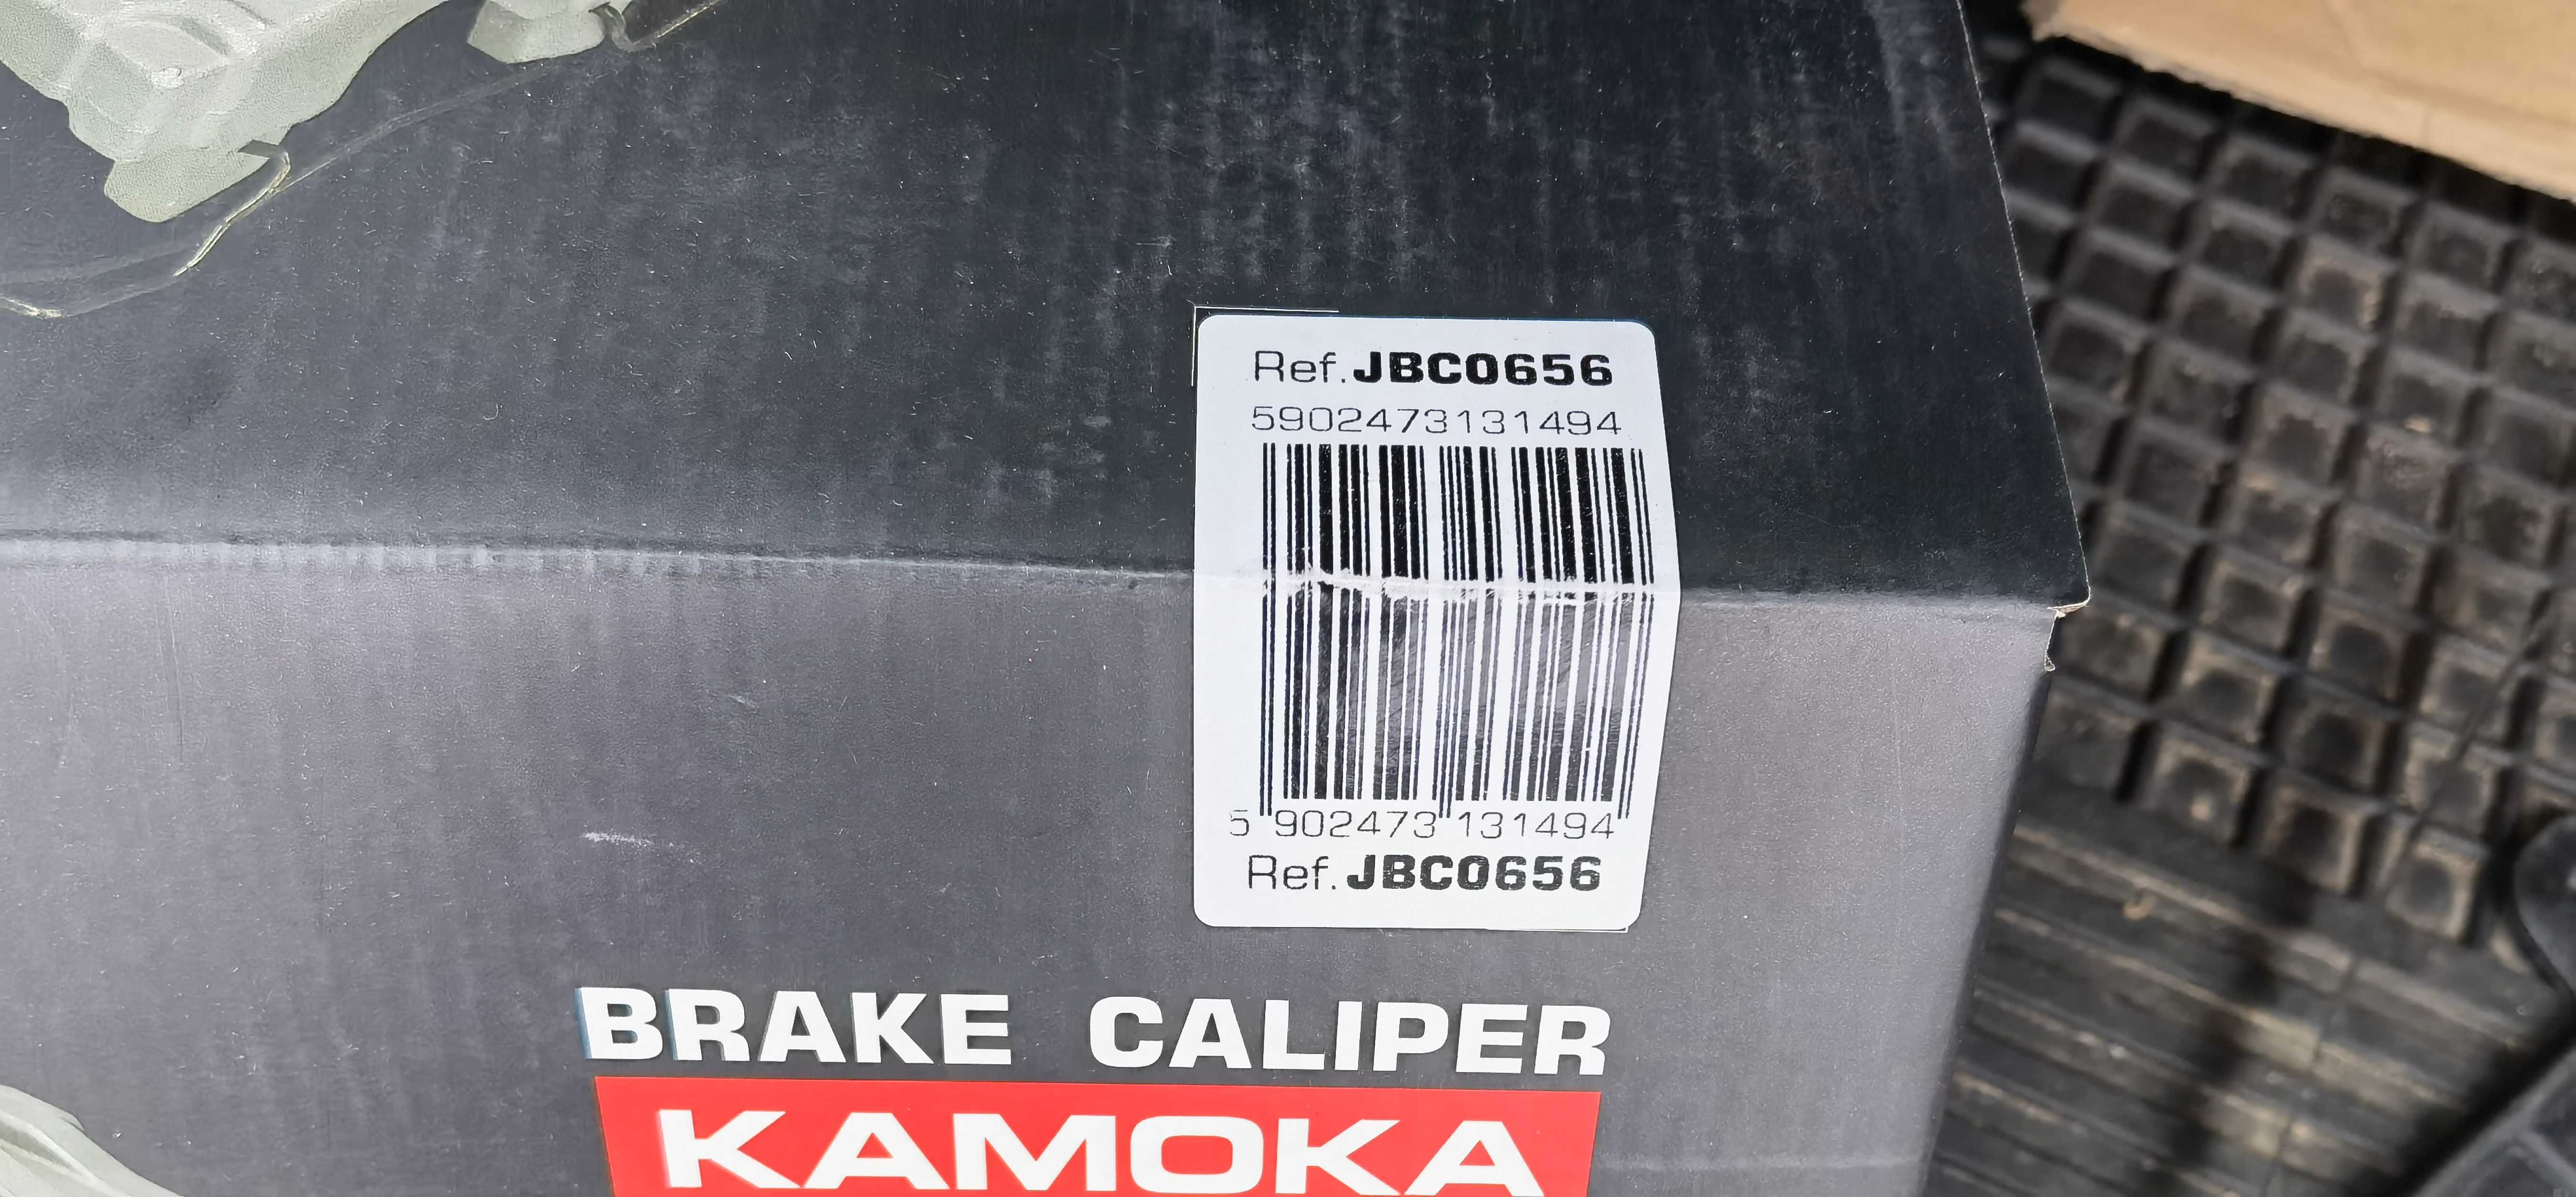 Ref. JBC0656
5902473131494
5 902473 131494
Ref. JBC0656
BRAKE CALIPER
KAMOKA